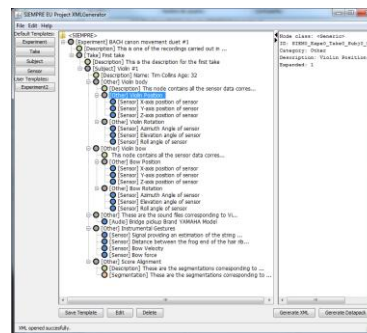 SIEMPRE EU Project XMLGenerator
File Edit Help
Default Templates:
Experiment
Take
Subject
Sensor
User Templates:
ExperimentX
<SIEMPRE>
[Experiment] BACH canon movement duet #1
[Description] This is one of the recordings carried out in ...
[Take] First take
[Description] This is the description for the first take
[Subject] Violin #1
[Description] Name: Tim Collins Age: 32
[Other] Violin body
[Description] This node contains all the sensor data corres...
[Other] Violin Position
[Sensor] X-axis position of sensor
[Sensor] Y-axis position of sensor
[Sensor] Z-axis position of sensor
[Other] Violin Rotation
[Sensor] Azimuth Angle of sensor
[Sensor] Elevation Angle of sensor
[Sensor] Roll angle of sensor
[Other] Violin bow
This node contains all the sensor data corres...
[Other] Bow Position
[Sensor] X-axis position of sensor
[Sensor] Y-axis position of sensor
[Sensor] Z-axis position of sensor
[Other] Bow Rotation
[Sensor] Azimuth Angle of sensor
[Sensor] Elevation angle of sensor
[Sensor] Roll angle of sensor
[Other] These are the sound files corresponding to Vi...
[Audio] Bridge pickup Brand YAMAHA Model
[Other] Instrumental Gestures
[Sensor] Signal providing an estimation of the string ...
[Sensor] Distance between the frog end of the hair rib...
[Sensor] Bow Velocity
[Sensor] Bow force
[Other] Score Alignment
[Description] These are the segmentations corresponding to ...
[Segmentation] These are the segmentations corresponding to ...
Node class: <Generic>
Category: Other
Description: Violin Position
Expanded: 1
Save Template
Edit
Delete
Generate XML
Generate Datapack
XML opened succesfully.